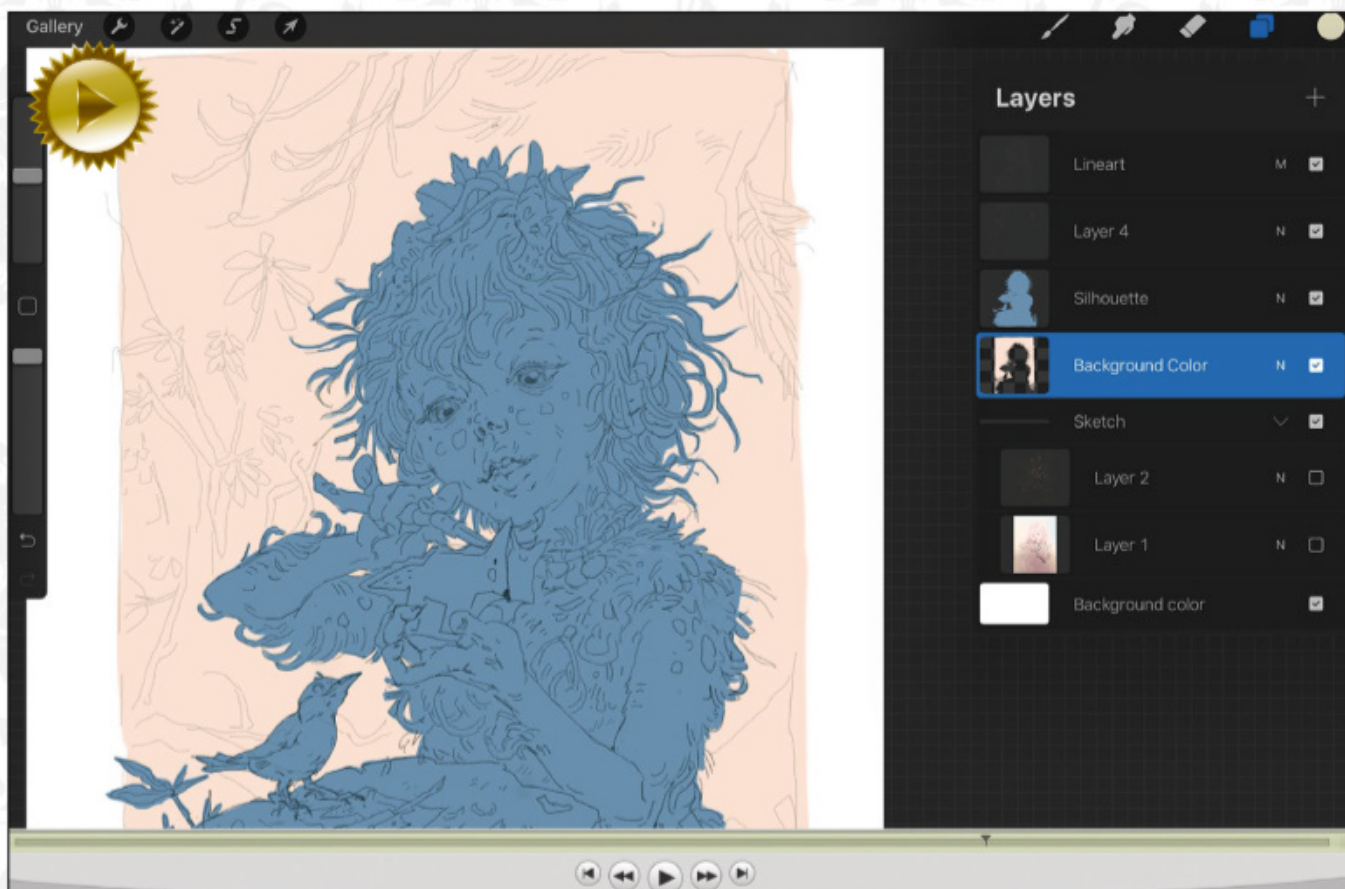 Gallery
Layers
Lineart M
Layer 4 N
Silhouette N
Background Color N
Sketch
Layer 2 N
Layer 1 N
Background color